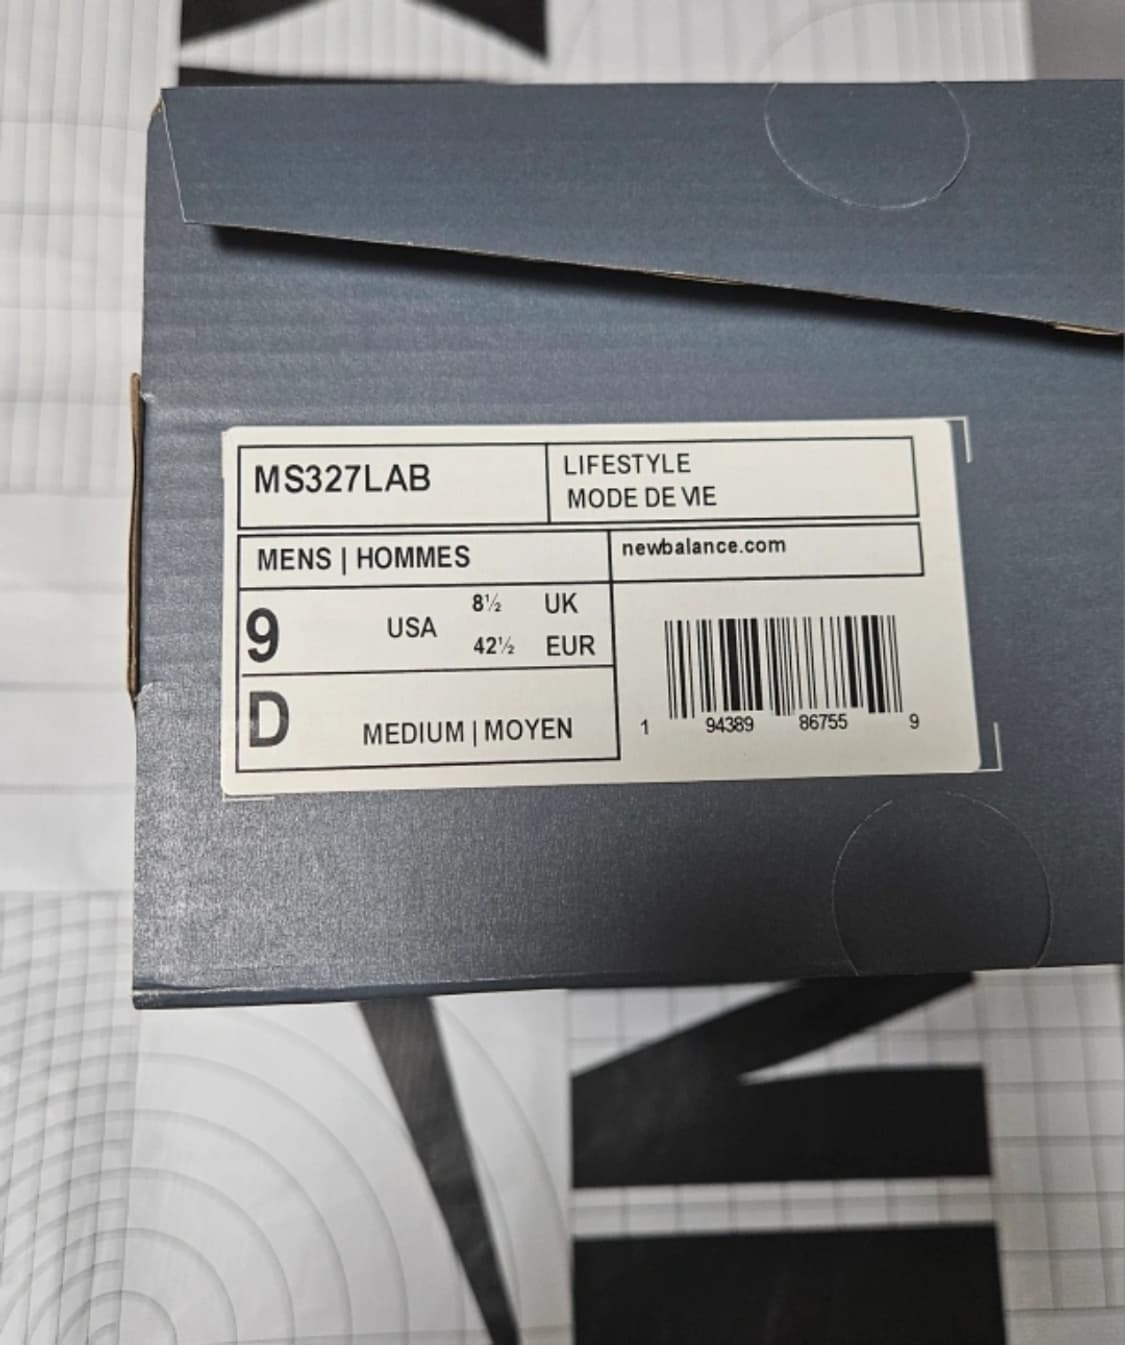 MS327LAB
LIFESTYLE
MODE DE VIE
MENS | HOMMES
newbalance.com
9 USA 8½ UK
42½ EUR
D MEDIUM | MOYEN
1 94389 86755 9